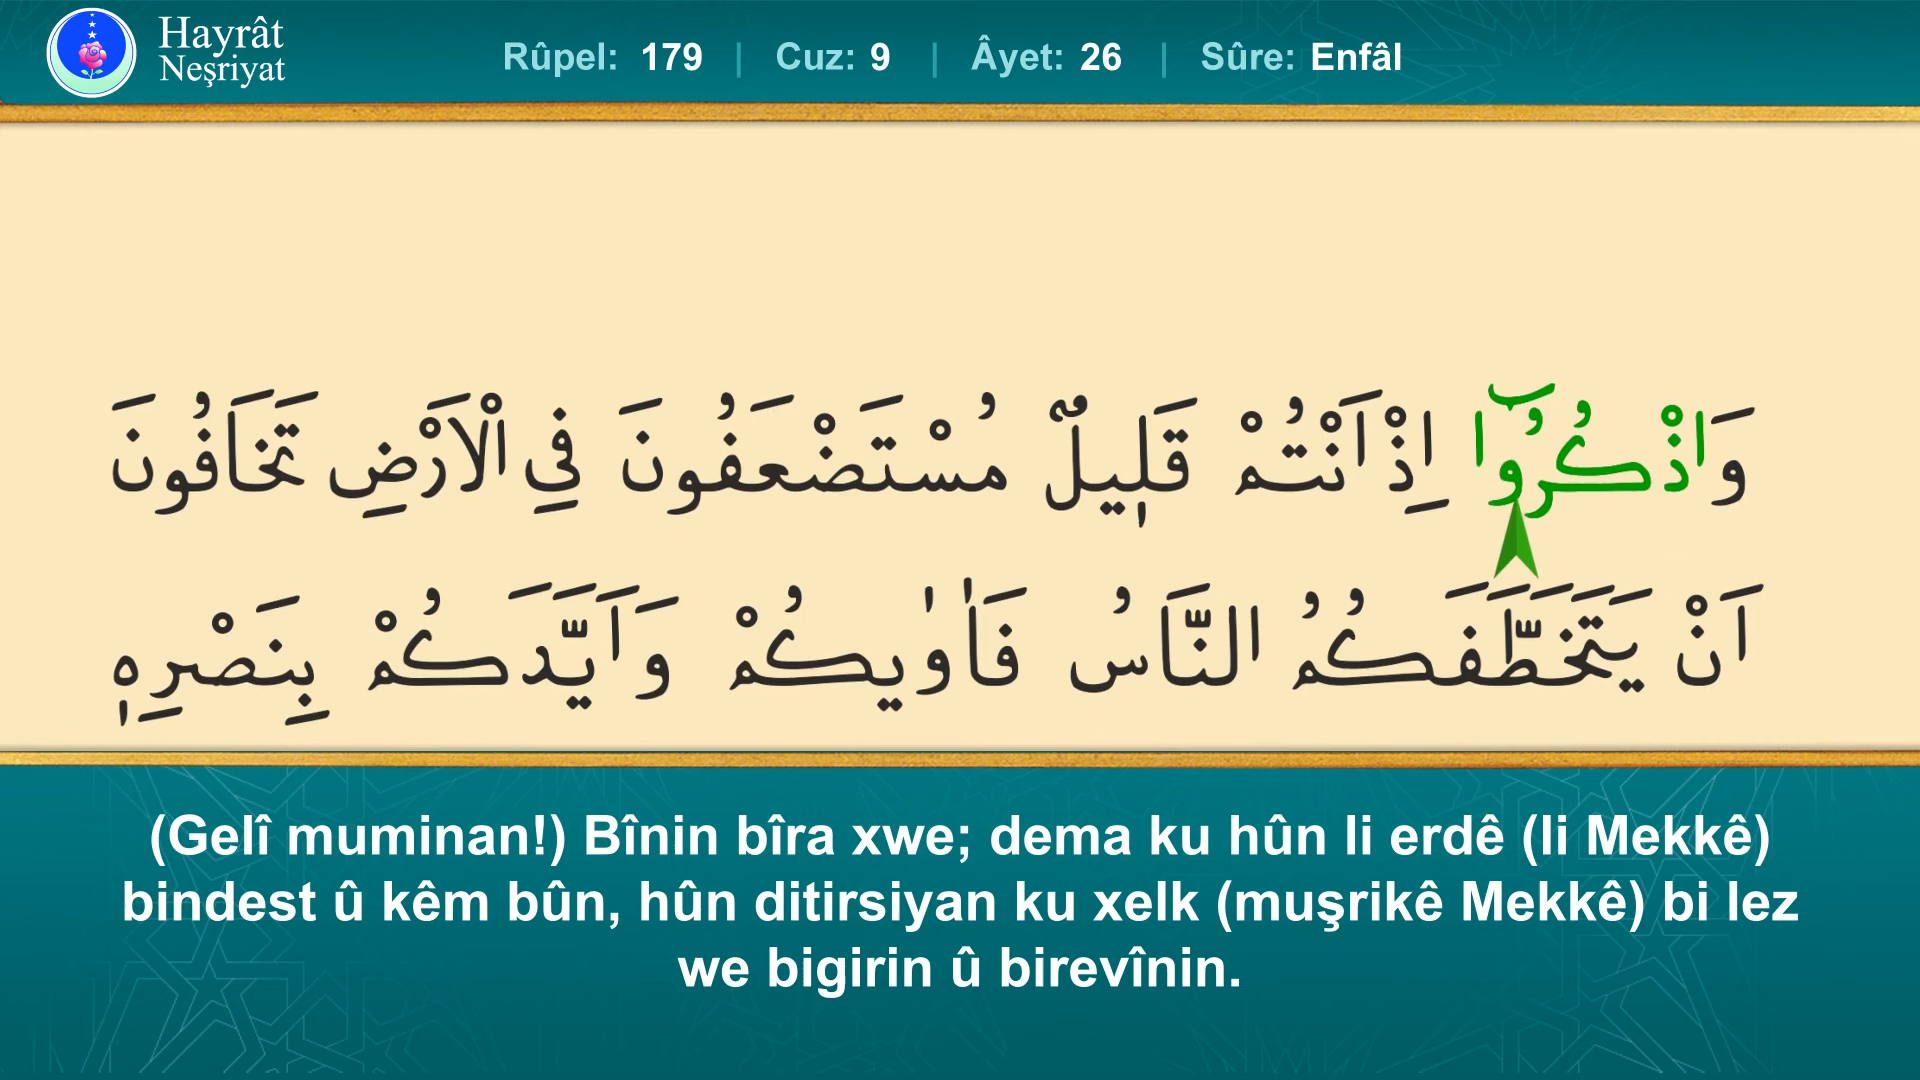 Hayrât
Neşriyat
Rûpel: 179 | Cuz: 9 | Âyet: 26 | Sûre: Enfâl
وَاذْكُرُٓوا اِذْ اَنْتُمْ قَلٖيلٌ مُسْتَضْعَفُونَ فِي الْاَرْضِ تَخَافُونَ
اَنْ يَتَخَطَّفَكُمُ النَّاسُ فَاٰوٰيكُمْ وَاَيَّدَكُمْ بِنَصْرِهٖ
(Gelî muminan!) Bînin bîra xwe; dema ku hûn li erdê (li Mekkê)
bindest û kêm bûn, hûn ditirsiyan ku xelk (muşrikê Mekkê) bi lez
we bigirin û birevînin.